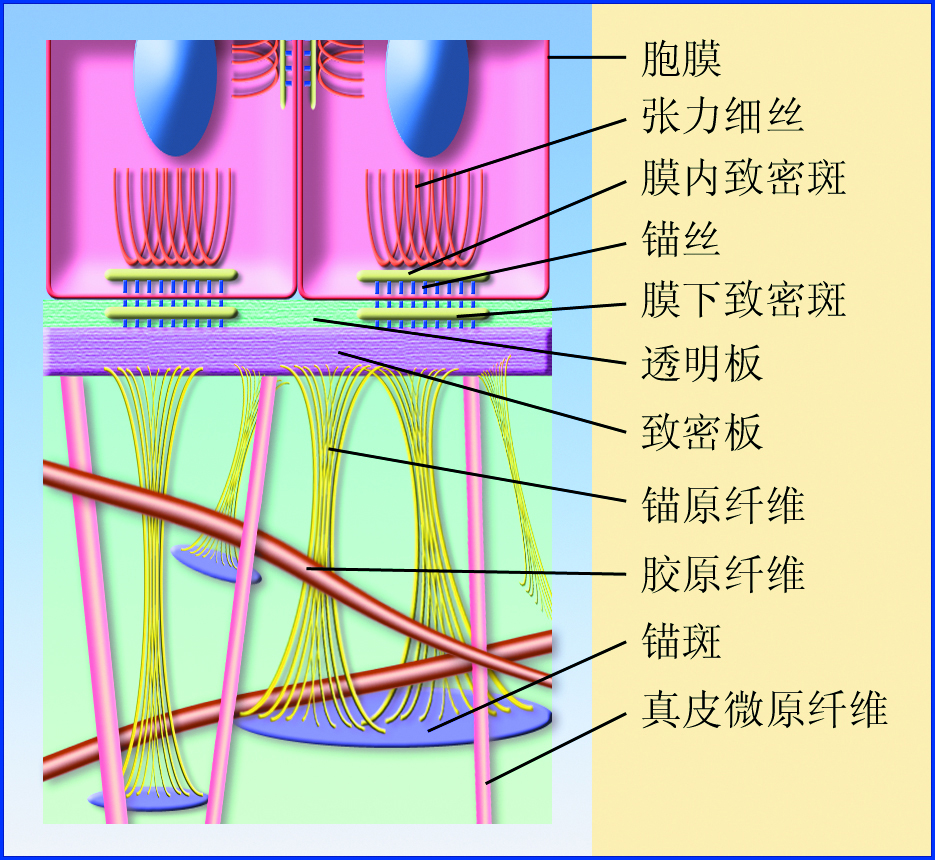 胞膜
张力细丝
膜内致密斑
锚丝
膜下致密斑
透明板
致密板
锚原纤维
胶原纤维
锚斑
真皮微原纤维